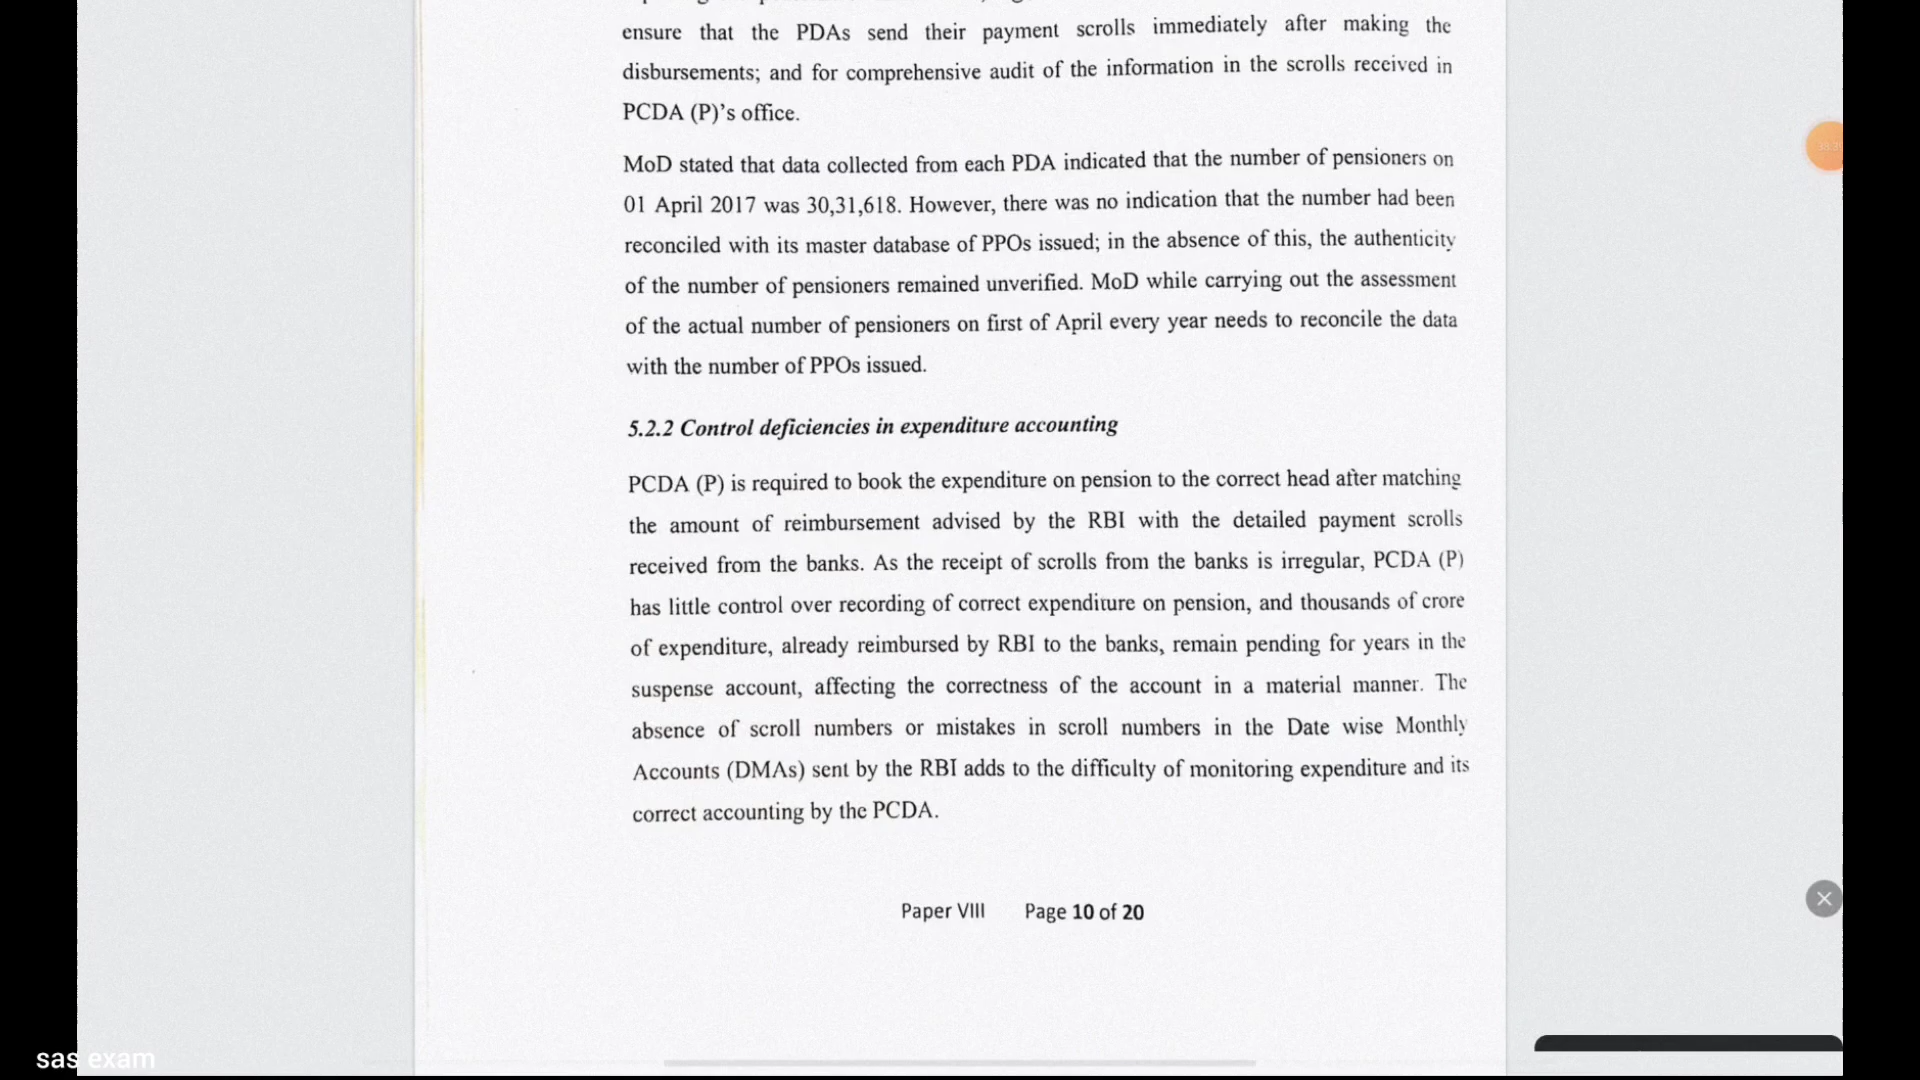 ensure that the PDAs send their payment scrolls immediately after making the
disbursements; and for comprehensive audit of the information in the scrolls received in
PCDA (P)'s office.
MoD stated that data collected from each PDA indicated that the number of pensioners on
01 April 2017 was 30,31,618. However, there was no indication that the number had been
reconciled with its master database of PPOs issued; in the absence of this, the authenticity
of the number of pensioners remained unverified. MoD while carrying out the assessment
of the actual number of pensioners on first of April every year needs to reconcile the data
with the number of PPOs issued.
5.2.2 Control deficiencies in expenditure accounting
PCDA (P) is required to book the expenditure on pension to the correct head after matching
the amount of reimbursement advised by the RBI with the detailed payment scrolls
received from the banks. As the receipt of scrolls from the banks is irregular, PCDA (P)
has little control over recording of correct expenditure on pension, and thousands of crore
of expenditure, already reimbursed by RBI to the banks, remain pending for years in the
suspense account, affecting the correctness of the account in a material manner. The
absence of scroll numbers or mistakes in scroll numbers in the Date wise Monthly
Accounts (DMAs) sent by the RBI adds to the difficulty of monitoring expenditure and its
correct accounting by the PCDA.
Paper VIII Page 10 of 20
sas exam